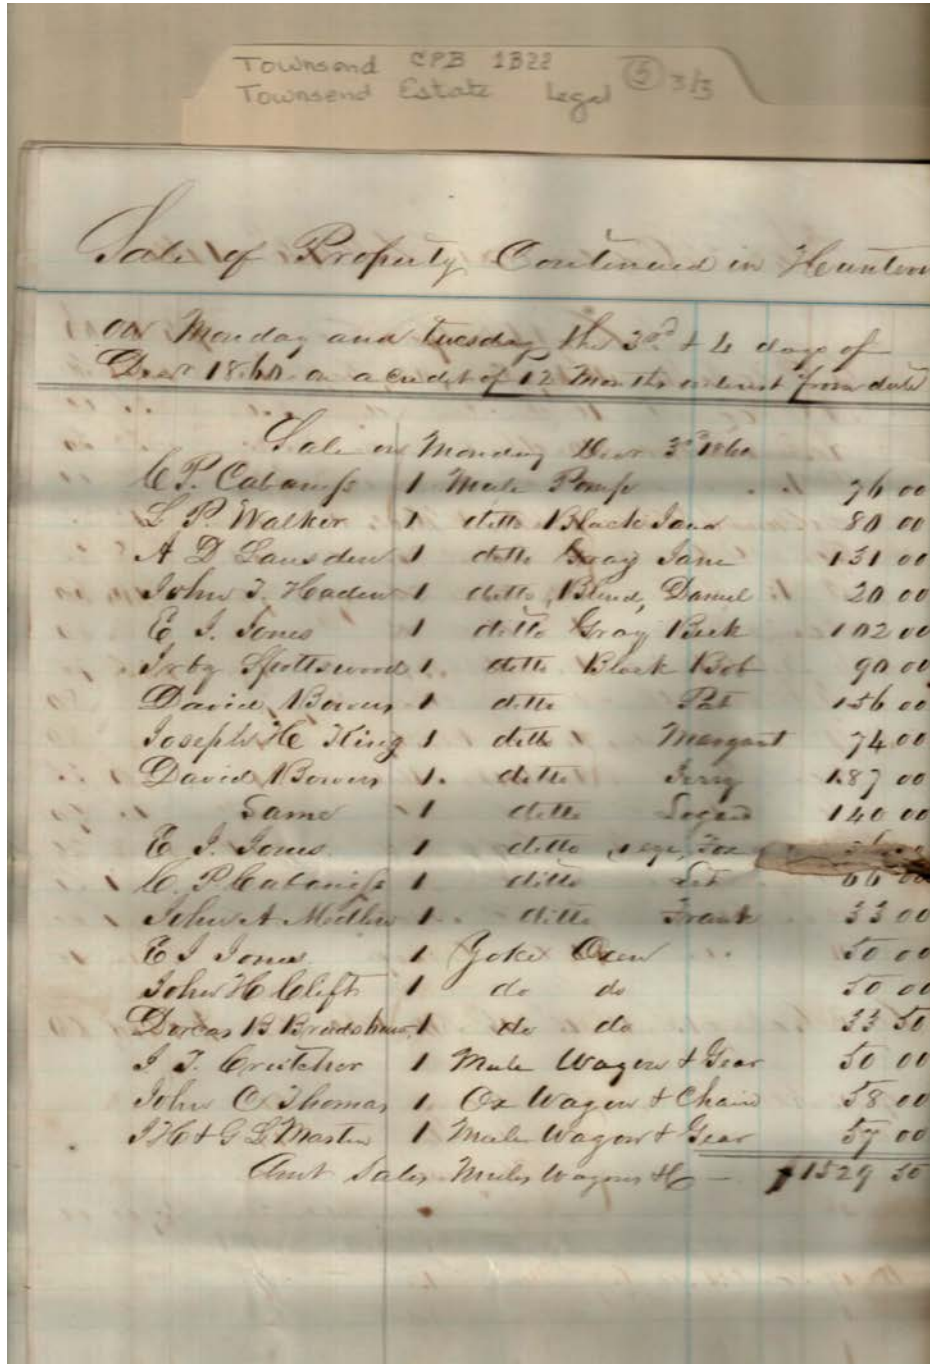 Townsend CPB 1822
Townsend Estate Legal 5 3/3
Sale of Property Continued in
on Monday and tuesday the 3rd & 4 days of
Decr 1860 on a credit of 12 Months interest from date
Sale on Monday Decr 3rd 1860
C P. Cabaniss 1 Mule Pomp 76 00
L P. Walker 1 ditto Black Jane 80 00
A D Lausden 1 ditto Gray Jane 131 00
John T. Haden 1 ditto, Blind, Daniel 20 00
E. J. Jones 1 ditto Gray Beck 102 00
Irby Spottswood 1. ditto Black Bob 90 00
David Bowers 1 ditto Pat 156 00
Joseph H King 1 ditto Margaret 74 00
David Bowers 1. ditto Jerry 187 00
Same 1 ditto Logan 140 00
E. J. Jones. 1 ditto Fox
C. P Cabaniss 1 ditto 66 00
John A 1. ditto Frank 33 00
E J Jones. 1 Yoke Oxen 50 00
John H Clift 1 do do 50 00
Dorcas B Bradshaw 1 do do 33 50
J. T. Crutcher 1 Mule Wagon & Gear 50 00
John C Thomas 1. Ox Wagon & Chain 58 00
J H & G L Mastin 1 Mule Wagon & Gear 57 00
Amt Sales Mules Wagons &c — $1529 50